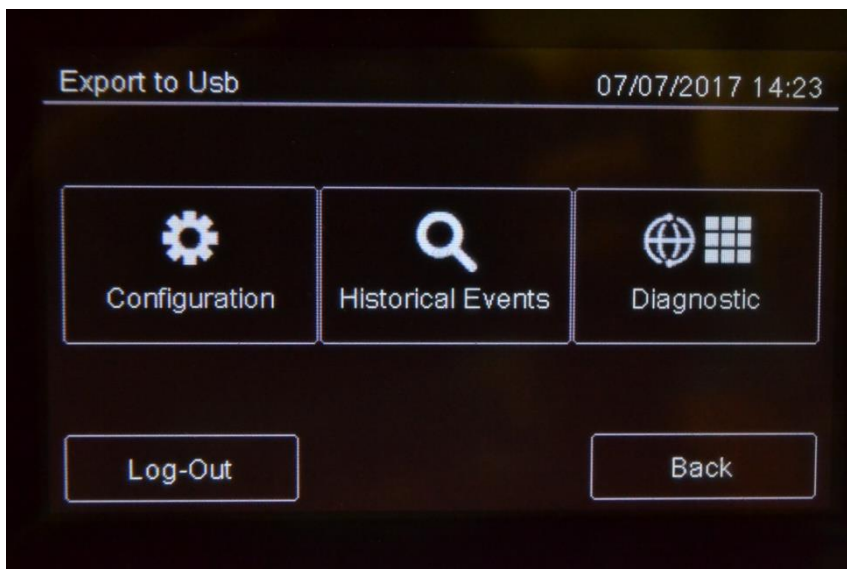 Export to Usb 07/07/2017 14:23
Configuration Historical Events Diagnostic
Log-Out Back